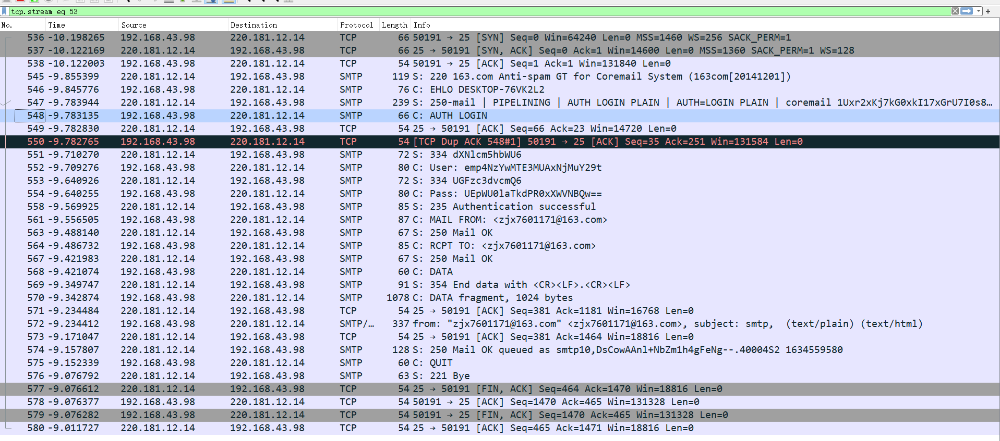 tcp.stream eq 53
No. Time Source Destination Protocol Length Info
536 -10.198265 192.168.43.98 220.181.12.14 TCP 66 50191 → 25 [SYN] Seq=0 Win=64240 Len=0 MSS=1460 WS=256 SACK_PERM=1
537 -10.122169 220.181.12.14 192.168.43.98 TCP 66 25 → 50191 [SYN, ACK] Seq=0 Ack=1 Win=14600 Len=0 MSS=1360 SACK_PERM=1 WS=128
538 -10.122003 192.168.43.98 220.181.12.14 TCP 54 50191 → 25 [ACK] Seq=1 Ack=1 Win=131840 Len=0
545 -9.855399 220.181.12.14 192.168.43.98 SMTP 119 S: 220 163.com Anti-spam GT for Coremail System (163com[20141201])
546 -9.845776 192.168.43.98 220.181.12.14 SMTP 76 C: EHLO DESKTOP-76VK2L2
547 -9.783944 220.181.12.14 192.168.43.98 SMTP 239 S: 250-mail | PIPELINING | AUTH LOGIN PLAIN | AUTH=LOGIN PLAIN | coremail 1Uxr2xKj7kG0xkI17xGrU7I0s8…
548 -9.783135 192.168.43.98 220.181.12.14 SMTP 66 C: AUTH LOGIN
549 -9.782830 220.181.12.14 192.168.43.98 TCP 54 25 → 50191 [ACK] Seq=66 Ack=23 Win=14720 Len=0
550 -9.782765 192.168.43.98 220.181.12.14 TCP 54 [TCP Dup ACK 548#1] 50191 → 25 [ACK] Seq=35 Ack=251 Win=131584 Len=0
551 -9.710270 220.181.12.14 192.168.43.98 SMTP 72 S: 334 dXNlcm5hbWU6
552 -9.709276 192.168.43.98 220.181.12.14 SMTP 80 C: User: emp4NzYwMTE3MUAxNjMuY29t
553 -9.640926 220.181.12.14 192.168.43.98 SMTP 72 S: 334 UGFzc3dvcmQ6
554 -9.640255 192.168.43.98 220.181.12.14 SMTP 80 C: Pass: UEpWU0laTkdPR0xXWVNBQw==
558 -9.569925 220.181.12.14 192.168.43.98 SMTP 85 S: 235 Authentication successful
561 -9.556505 192.168.43.98 220.181.12.14 SMTP 87 C: MAIL FROM: <zjx7601171@163.com>
563 -9.488140 220.181.12.14 192.168.43.98 SMTP 67 S: 250 Mail OK
564 -9.486732 192.168.43.98 220.181.12.14 SMTP 85 C: RCPT TO: <zjx7601171@163.com>
567 -9.421983 220.181.12.14 192.168.43.98 SMTP 67 S: 250 Mail OK
568 -9.421074 192.168.43.98 220.181.12.14 SMTP 60 C: DATA
569 -9.349747 220.181.12.14 192.168.43.98 SMTP 91 S: 354 End data with <CR><LF>.<CR><LF>
570 -9.342874 192.168.43.98 220.181.12.14 SMTP 1078 C: DATA fragment, 1024 bytes
571 -9.234484 220.181.12.14 192.168.43.98 TCP 54 25 → 50191 [ACK] Seq=381 Ack=1181 Win=16768 Len=0
572 -9.234412 192.168.43.98 220.181.12.14 SMTP/… 337 from: "zjx7601171@163.com" <zjx7601171@163.com>, subject: smtp, (text/plain) (text/html)
573 -9.171047 220.181.12.14 192.168.43.98 TCP 54 25 → 50191 [ACK] Seq=381 Ack=1464 Win=18816 Len=0
574 -9.157807 220.181.12.14 192.168.43.98 SMTP 128 S: 250 Mail OK queued as smtp10,DsCowAAnl+NbZm1h4gFeNg--.40004S2 1634559580
575 -9.152339 192.168.43.98 220.181.12.14 SMTP 60 C: QUIT
576 -9.076792 220.181.12.14 192.168.43.98 SMTP 63 S: 221 Bye
577 -9.076612 220.181.12.14 192.168.43.98 TCP 54 25 → 50191 [FIN, ACK] Seq=464 Ack=1470 Win=18816 Len=0
578 -9.076377 192.168.43.98 220.181.12.14 TCP 54 50191 → 25 [ACK] Seq=1470 Ack=465 Win=131328 Len=0
579 -9.076282 192.168.43.98 220.181.12.14 TCP 54 50191 → 25 [FIN, ACK] Seq=1470 Ack=465 Win=131328 Len=0
580 -9.011727 220.181.12.14 192.168.43.98 TCP 54 25 → 50191 [ACK] Seq=465 Ack=1471 Win=18816 Len=0